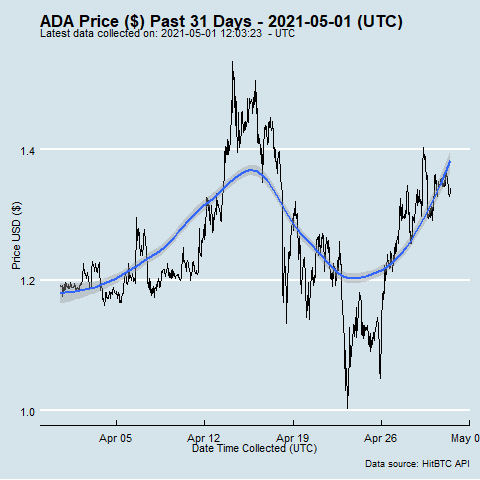 ADA Price ($) Past 31 Days - 2021-05-01 (UTC)
Latest data collected on: 2021-05-01 12:03:23 - UTC
Price USD ($)
1.4
1.2
1.0
Apr 05 Apr 12 Apr 19 Apr 26 May 0
Date Time Collected (UTC)
Data source: HitBTC API